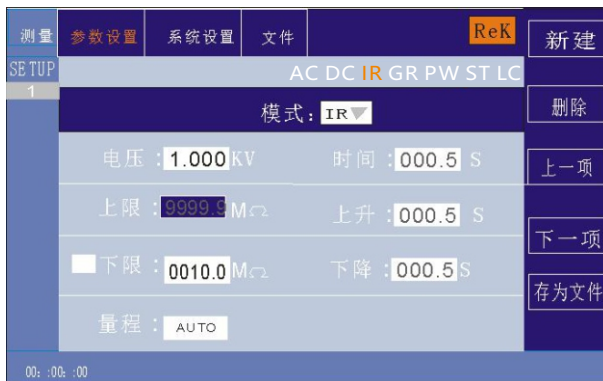 测量 参数设置 系统设置 文件 ReK 新建
SETUP AC DC IR GR PW ST LC
1
模式: IR 删除
电压 : 1.000 KV 时间 : 000.5 S 上一项
上限 : 9999.9 MΩ 上升 : 000.5 S
下一项
下限 : 0010.0 MΩ 下降 : 000.5 S
存为文件
量程 : AUTO
00: :00: :00